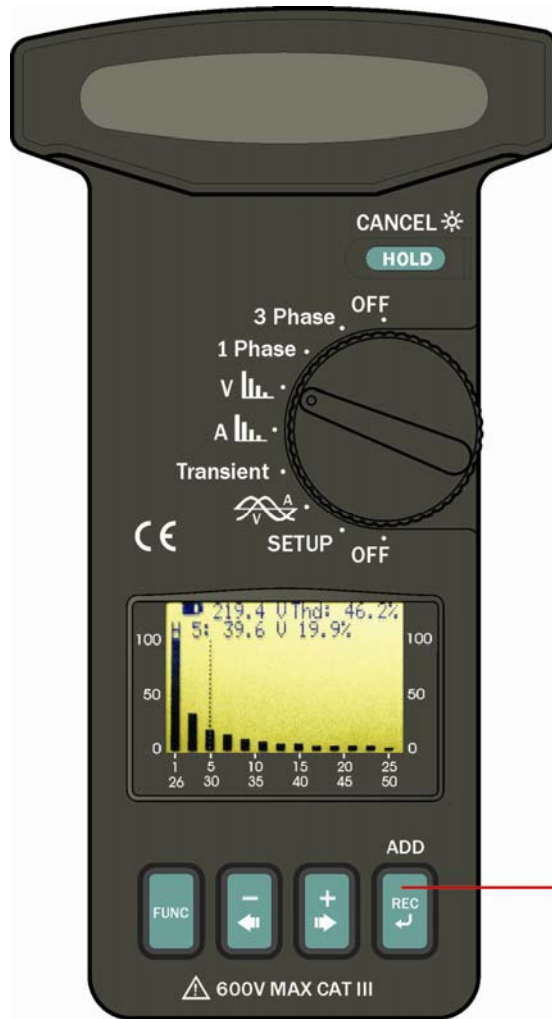 CANCEL
HOLD
OFF
3 Phase
1 Phase
V
A
Transient
A
V
SETUP
OFF
CE
219.4 V Thd: 46.2%
H 5: 39.6 V 19.9%
100 100
50 50
0 0
1 5 10 15 20 25
26 30 35 40 45 50
ADD
FUNC
−
+
REC
600V MAX CAT III